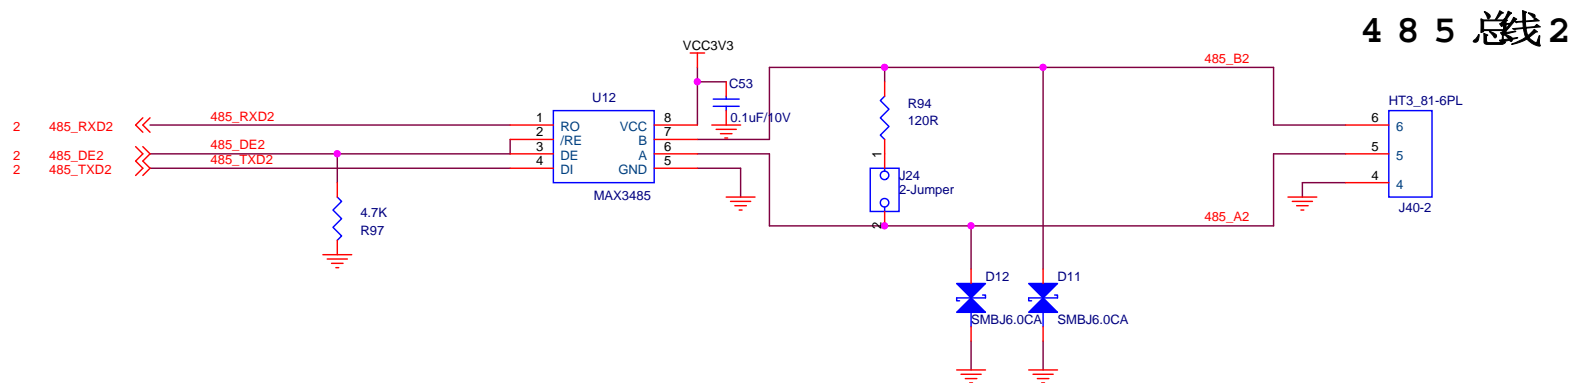 485总线2
VCC3V3
C53
0.1uF/10V
U12
1 RO VCC 8
2 /RE B 7
3 DE A 6
4 DI GND 5
MAX3485
2 485_RXD2 485_RXD2
2 485_DE2 485_DE2
2 485_TXD2 485_TXD2
4.7K
R97
485_B2
R94
120R
1
J24
2-Jumper
2
485_A2
D12
SMBJ6.0CA
D11
SMBJ6.0CA
HT3_81-6PL
6 6
5 5
4 4
J40-2